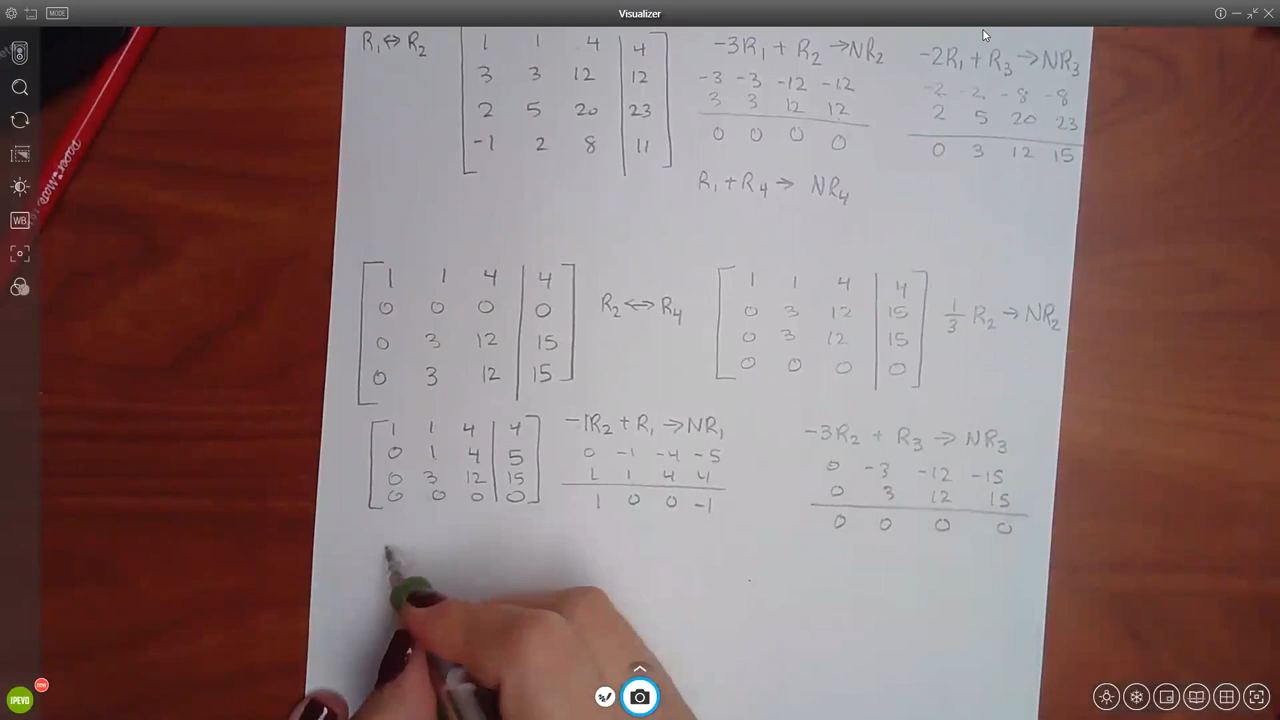 MODE
Visualizer
R₁ ↔ R₂
1 1 4 | 4
3 3 12 | 12
2 5 20 | 23
-1 2 8 | 11
-3R₁ + R₂ → NR₂
-3 -3 -12 -12
3 3 12 12
0 0 0 0
-2R₁ + R₃ → NR₃
-2 -2 -8 -8
2 5 20 23
0 3 12 15
R₁ + R₄ → NR₄
1 1 4 | 4
0 0 0 | 0
0 3 12 | 15
0 3 12 | 15
R₂ ↔ R₄
1 1 4 | 4
0 3 12 | 15
0 3 12 | 15
0 0 0 | 0
1/3 R₂ → NR₂
1 1 4 | 4
0 1 4 | 5
0 3 12 | 15
0 0 0 | 0
-1R₂ + R₁ → NR₁
0 -1 -4 -5
1 1 4 4
1 0 0 -1
-3R₂ + R₃ → NR₃
0 -3 -12 -15
0 3 12 15
0 0 0 0
WB
IPEVO
new